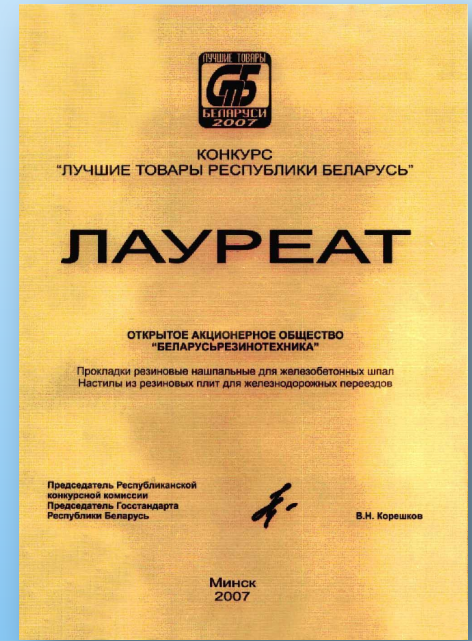 ЛУЧШИЕ ТОВАРЫ
СТБ
БЕЛАРУСИ
2007
КОНКУРС
"ЛУЧШИЕ ТОВАРЫ РЕСПУБЛИКИ БЕЛАРУСЬ"
ЛАУРЕАТ
ОТКРЫТОЕ АКЦИОНЕРНОЕ ОБЩЕСТВО
"БЕЛАРУСЬРЕЗИНОТЕХНИКА"
Прокладки резиновые нашпальные для железобетонных шпал
Настилы из резиновых плит для железнодорожных переездов
Председатель Республиканской
конкурсной комиссии
Председатель Госстандарта
Республики Беларусь
В.Н. Корешков
Минск
2007